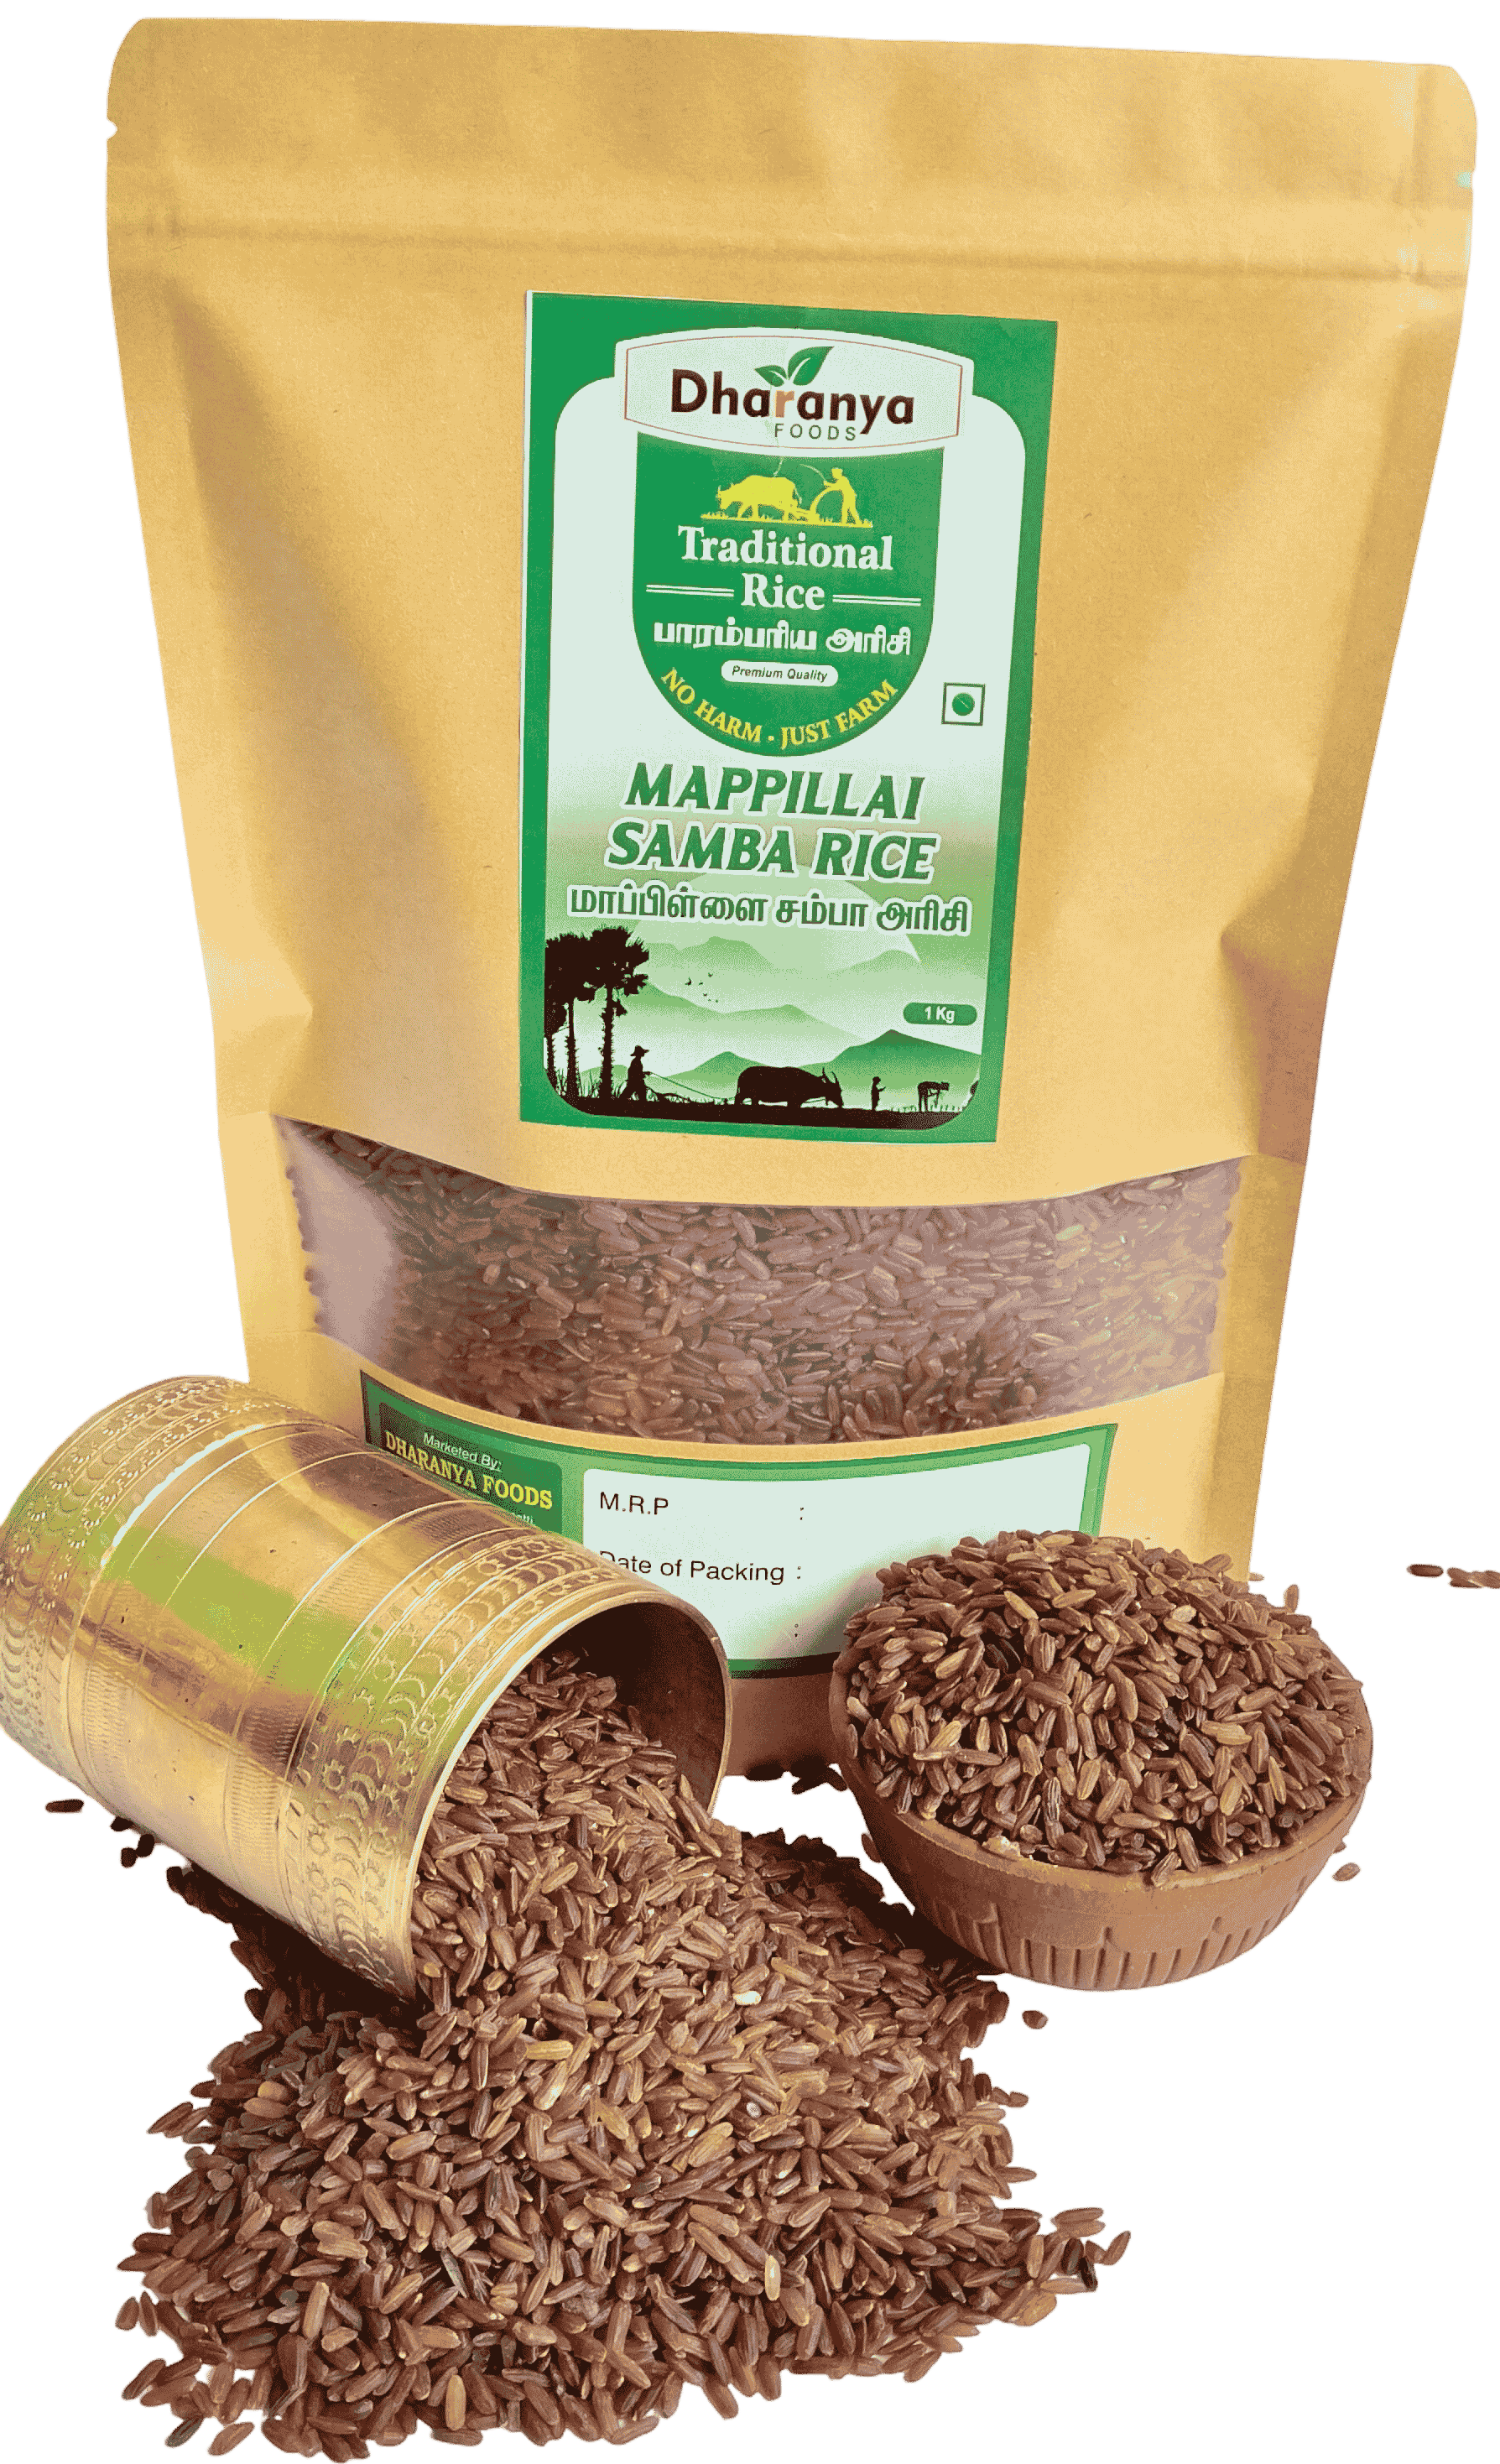 Dharanya
FOODS
Traditional
Rice
பாரம்பரிய அரிசி
Premium Quality
NO HARM - JUST FARM
MAPPILLAI
SAMBA RICE
மாப்பிள்ளை சம்பா அரிசி
1 Kg
Marketed By:
DHARANYA FOODS
M.R.P :
Date of Packing :
: